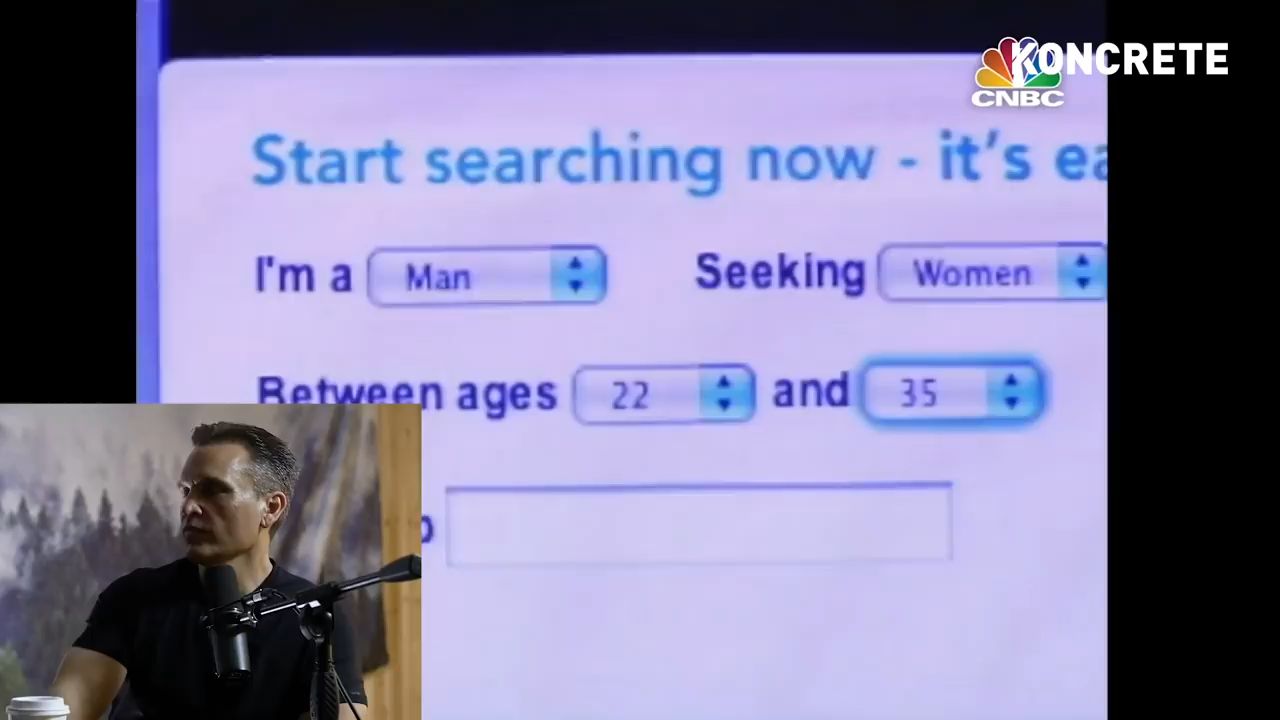 KONCRETE
CNBC
Start searching now - it's ea
I'm a Man Seeking Women
Between ages 22 and 35